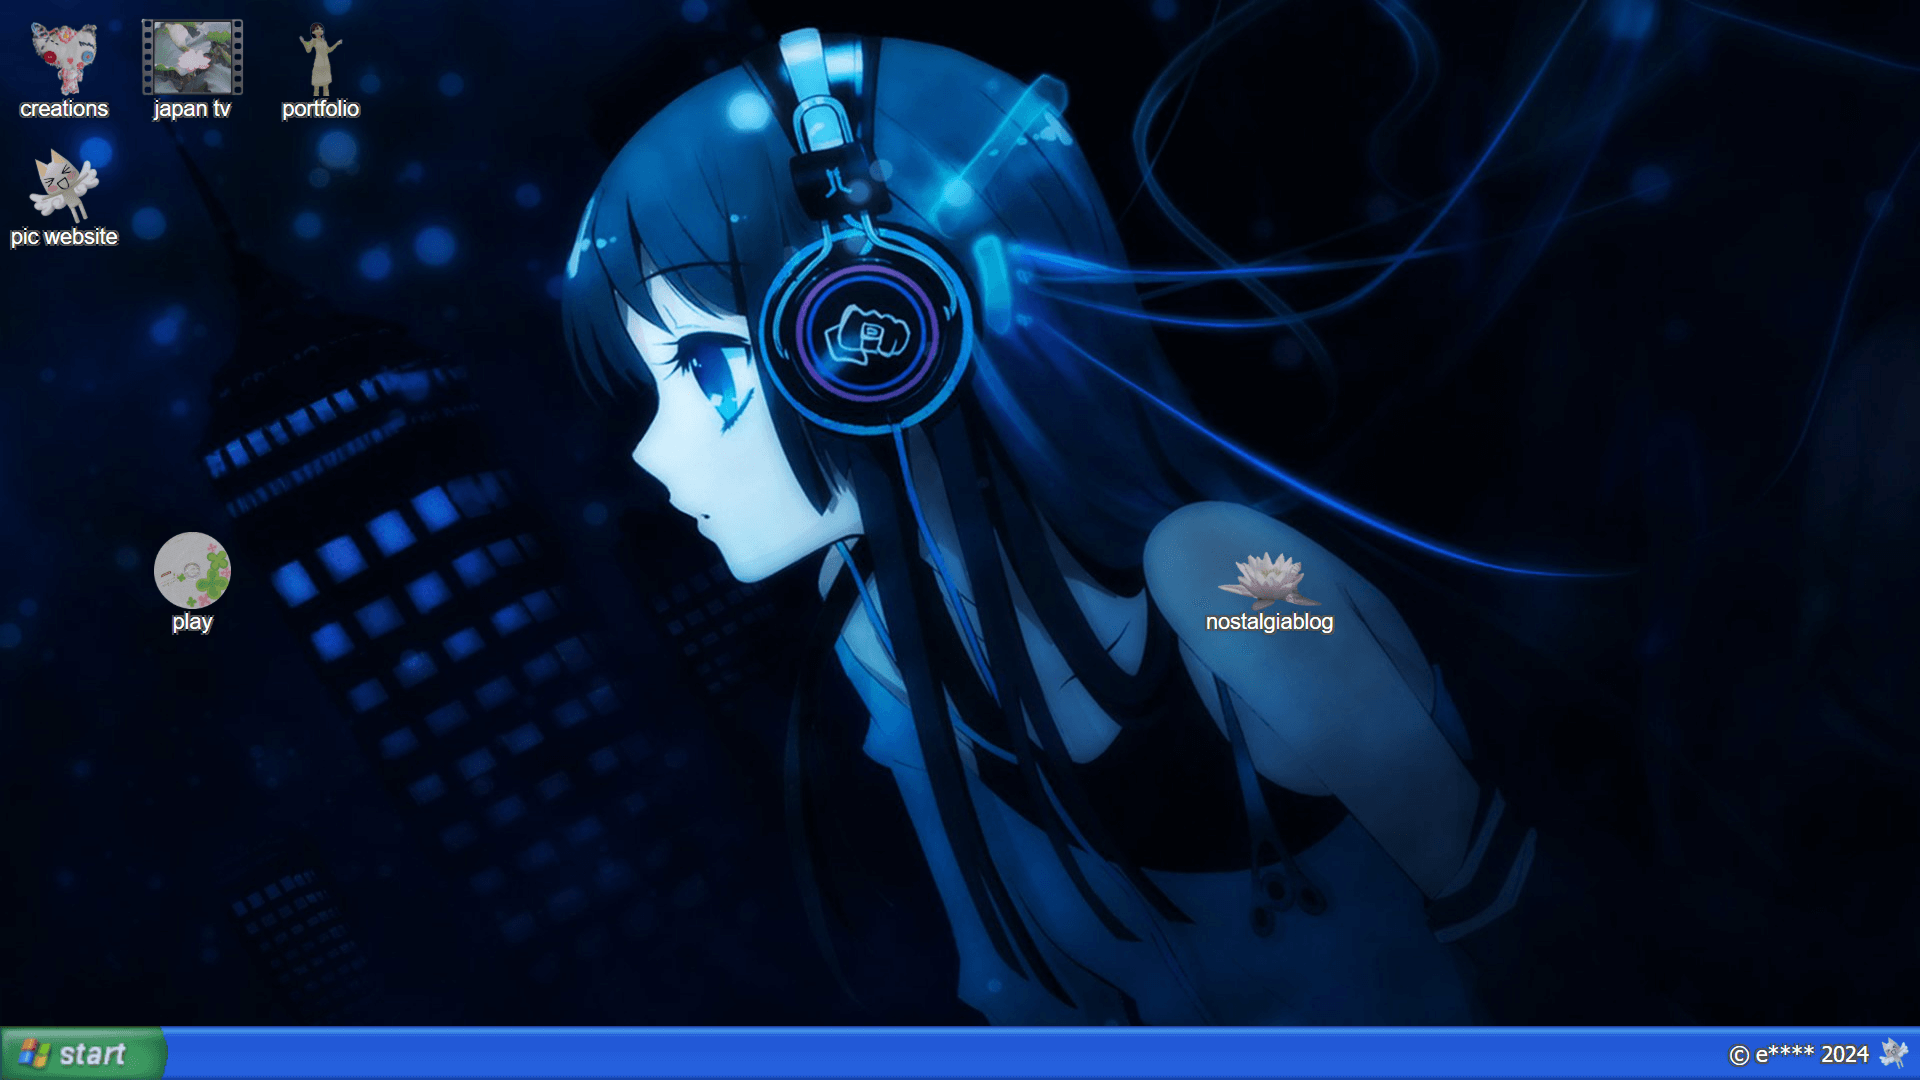 creations
japan tv
portfolio
pic website
play
nostalgiablog
start
© e**** 2024